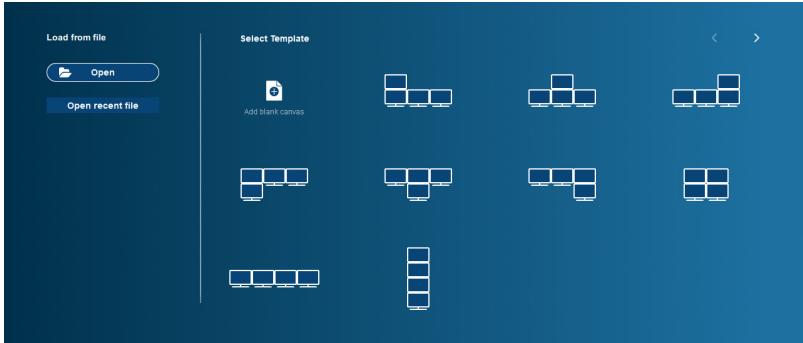 Load from file
Select Template
Open
Open recent file
Add blank canvas